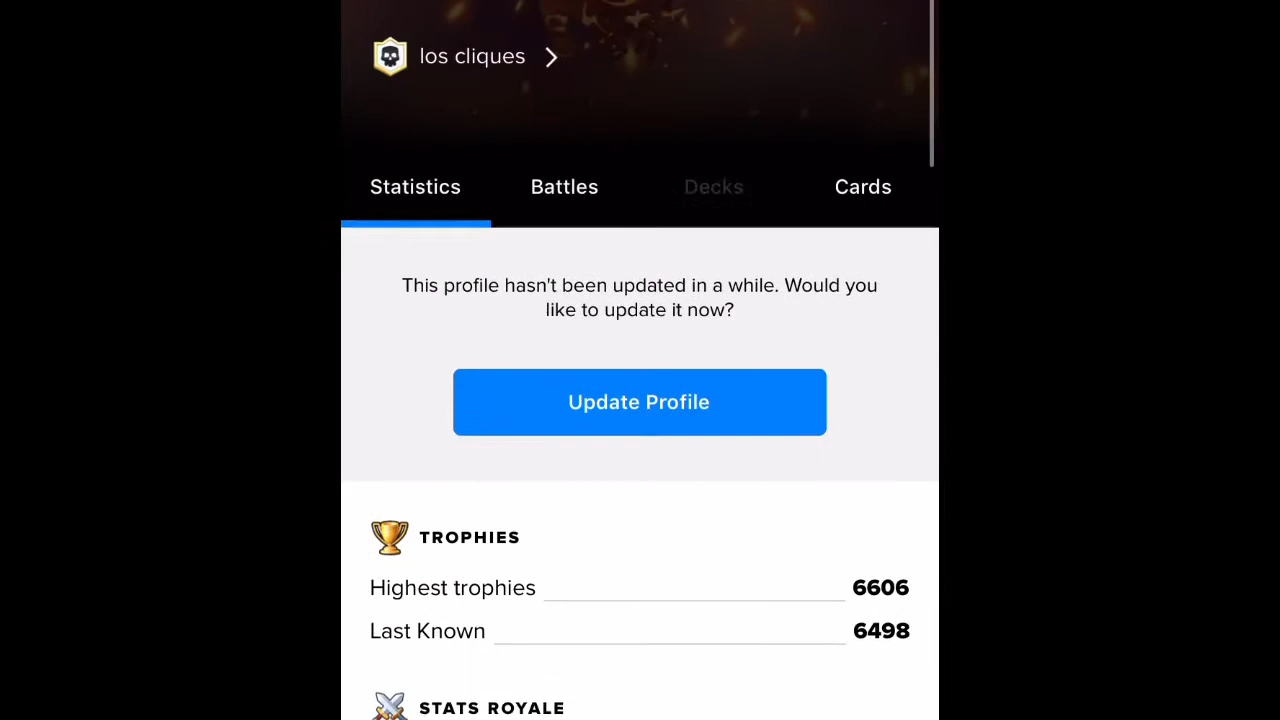 los cliques
Statistics
Battles
Decks
Cards
This profile hasn't been updated in a while. Would you
like to update it now?
Update Profile
TROPHIES
Highest trophies 6606
Last Known 6498
STATS ROYALE